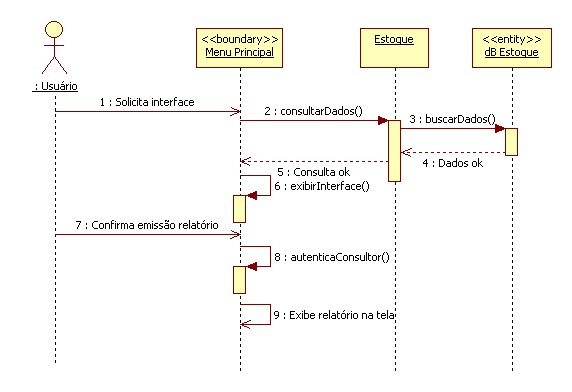 <<boundary>>
Menu Principal
Estoque
<<entity>>
dB Estoque
: Usuário
1 : Solicita interface
2 : consultarDados()
3 : buscarDados()
4 : Dados ok
5 : Consulta ok
6 : exibirInterface()
7 : Confirma emissão relatório
8 : autenticaConsultor()
9 : Exibe relatório na tela